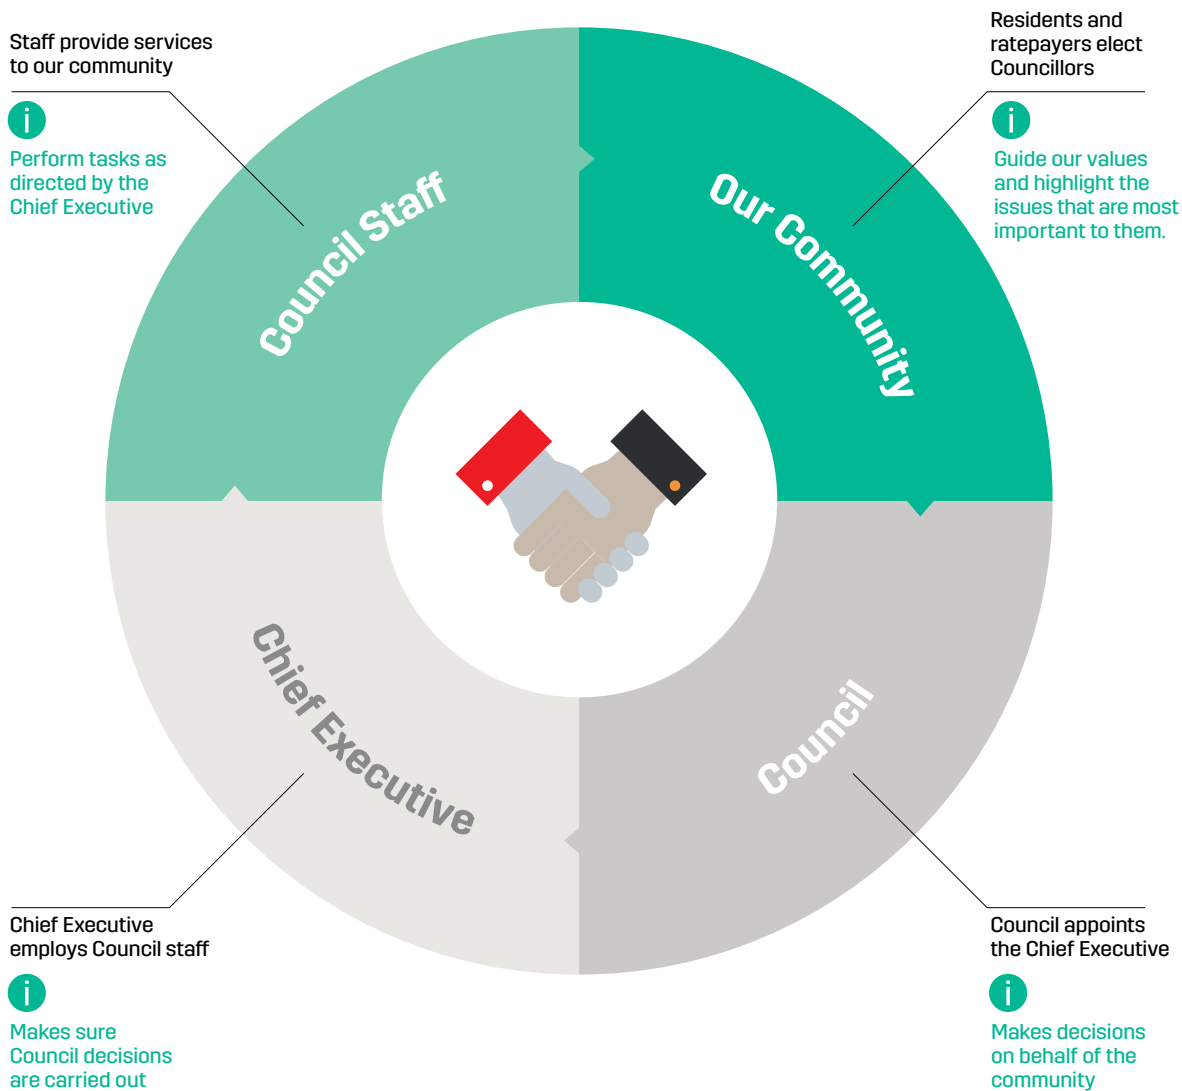 Staff provide services
to our community
i
Perform tasks as
directed by the
Chief Executive
Residents and
ratepayers elect
Councillors
i
Guide our values
and highlight the
issues that are most
important to them.
Council Staff
Our Community
Chief Executive
Council
Chief Executive
employs Council staff
i
Makes sure
Council decisions
are carried out
Council appoints
the Chief Executive
i
Makes decisions
on behalf of the
community